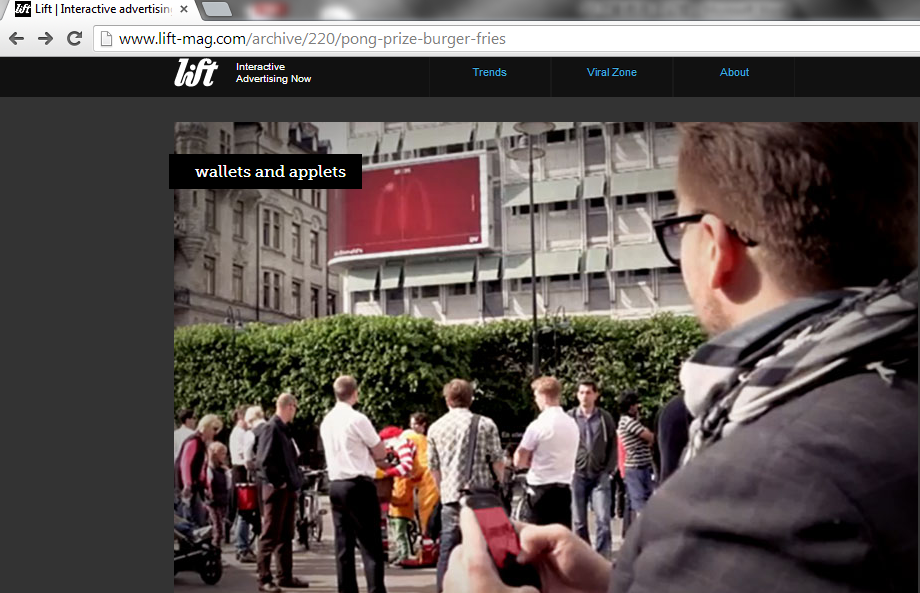 Lift | Interactive advertisin
www.lift-mag.com/archive/220/pong-prize-burger-fries
lift
Interactive
Advertising Now
Trends
Viral Zone
About
wallets and applets